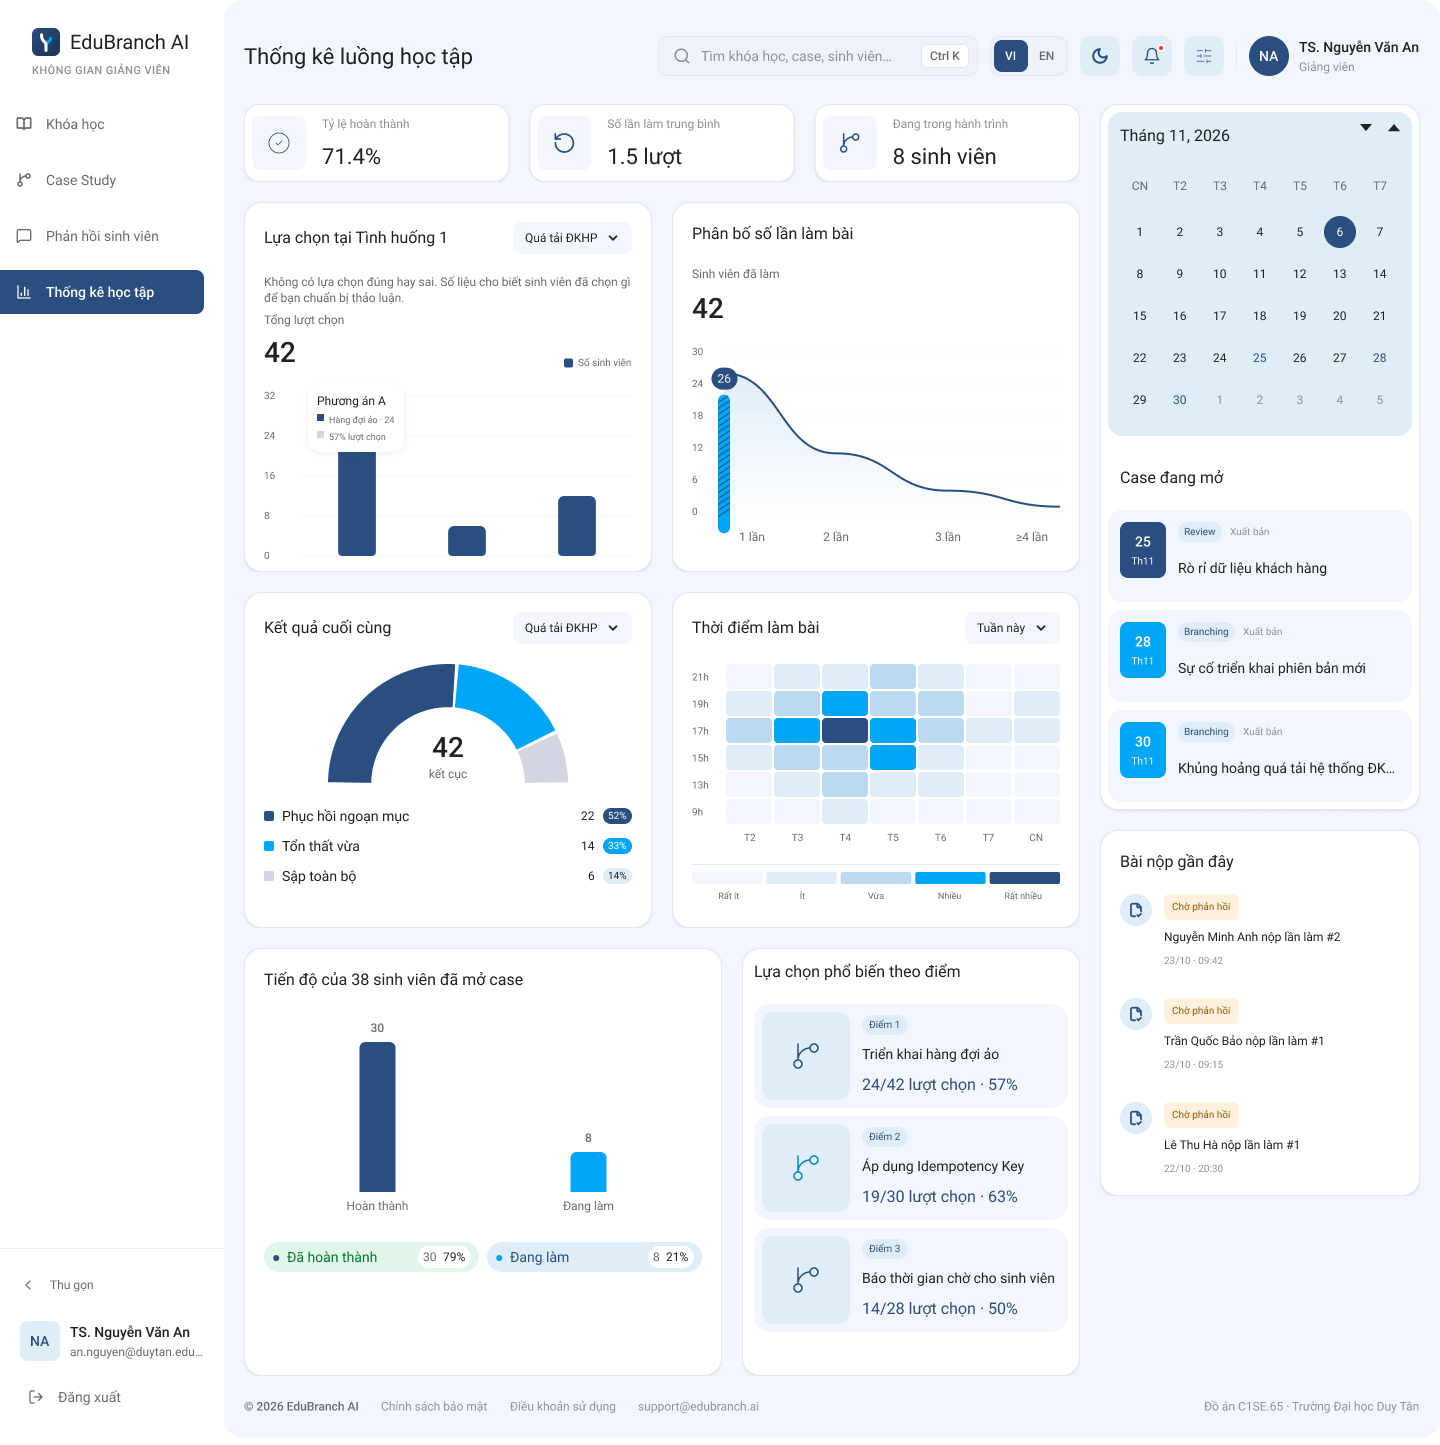 EduBranch AI
KHÔNG GIAN GIẢNG VIÊN
Khóa học
Case Study
Phản hồi sinh viên
Thống kê học tập
Thu gọn
NA
TS. Nguyễn Văn An
an.nguyen@duytan.edu...
Đăng xuất
Thống kê luồng học tập
Tìm khóa học, case, sinh viên...
Ctrl K
VI
EN
NA
TS. Nguyễn Văn An
Giảng viên
Tỷ lệ hoàn thành
71.4%
Số lần làm trung bình
1.5 lượt
Đang trong hành trình
8 sinh viên
Lựa chọn tại Tình huống 1
Quá tải ĐKHP
Không có lựa chọn đúng hay sai. Số liệu cho biết sinh viên đã chọn gì
để bạn chuẩn bị thảo luận.
Tổng lượt chọn
42
Số sinh viên
32
24
16
8
0
Phương án A
Hàng đợi ảo · 24
57% lượt chọn
Phân bố số lần làm bài
Sinh viên đã làm
42
30
24
18
12
6
0
26
1 lần
2 lần
3 lần
≥4 lần
Kết quả cuối cùng
Quá tải ĐKHP
42
kết cục
Phục hồi ngoạn mục
22
52%
Tổn thất vừa
14
33%
Sập toàn bộ
6
14%
Thời điểm làm bài
Tuần này
21h
19h
17h
15h
13h
9h
T2
T3
T4
T5
T6
T7
CN
Rất ít
Ít
Vừa
Nhiều
Rất nhiều
Tiến độ của 38 sinh viên đã mở case
30
8
Hoàn thành
Đang làm
Đã hoàn thành
30 79%
Đang làm
8 21%
Lựa chọn phổ biến theo điểm
Điểm 1
Triển khai hàng đợi ảo
24/42 lượt chọn · 57%
Điểm 2
Áp dụng Idempotency Key
19/30 lượt chọn · 63%
Điểm 3
Báo thời gian chờ cho sinh viên
14/28 lượt chọn · 50%
Tháng 11, 2026
CN T2 T3 T4 T5 T6 T7
1 2 3 4 5 6 7
8 9 10 11 12 13 14
15 16 17 18 19 20 21
22 23 24 25 26 27 28
29 30 1 2 3 4 5
Case đang mở
25
Th11
Review
Xuất bản
Rò rỉ dữ liệu khách hàng
28
Th11
Branching
Xuất bản
Sự cố triển khai phiên bản mới
30
Th11
Branching
Xuất bản
Khủng hoảng quá tải hệ thống ĐK...
Bài nộp gần đây
Chờ phản hồi
Nguyễn Minh Anh nộp lần làm #2
23/10 · 09:42
Chờ phản hồi
Trần Quốc Bảo nộp lần làm #1
23/10 · 09:15
Chờ phản hồi
Lê Thu Hà nộp lần làm #1
22/10 · 20:30
© 2026 EduBranch AI
Chính sách bảo mật
Điều khoản sử dụng
support@edubranch.ai
Đồ án C1SE.65 · Trường Đại học Duy Tân